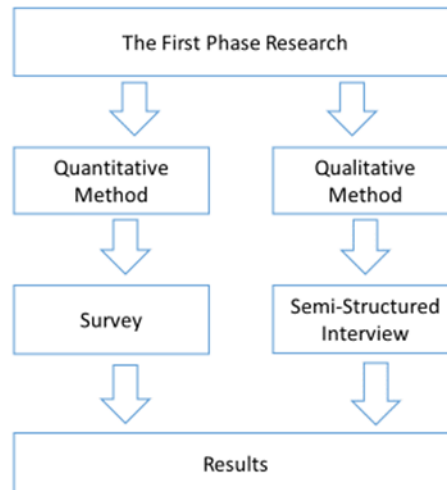 The First Phase Research
Quantitative
Method
Qualitative
Method
Survey
Semi-Structured
Interview
Results